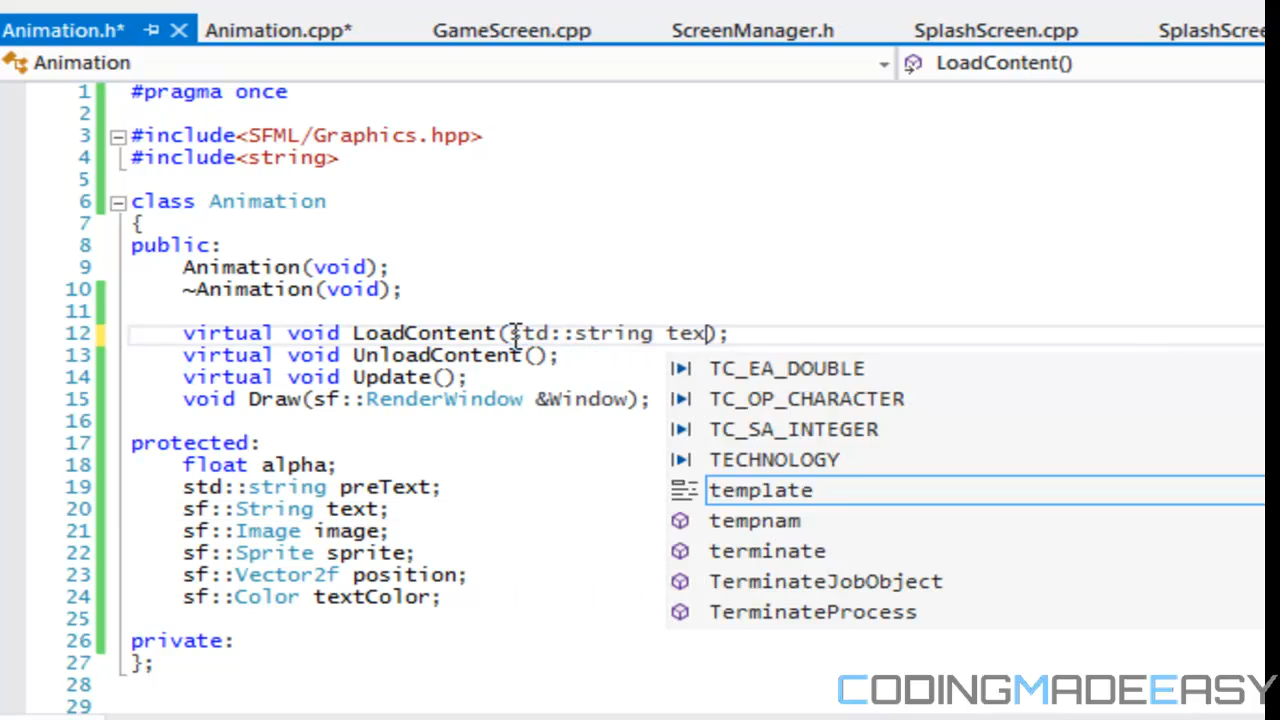 Animation.h* Animation.cpp* GameScreen.cpp ScreenManager.h SplashScreen.cpp SplashScree
Animation LoadContent()
1 #pragma once
2
3 #include<SFML/Graphics.hpp>
4 #include<string>
5
6 class Animation
7 {
8 public:
9 Animation(void);
10 ~Animation(void);
11
12 virtual void LoadContent(std::string tex);
13 virtual void UnloadContent();
14 virtual void Update();
15 void Draw(sf::RenderWindow &Window);
16
17 protected:
18 float alpha;
19 std::string preText;
20 sf::String text;
21 sf::Image image;
22 sf::Sprite sprite;
23 sf::Vector2f position;
24 sf::Color textColor;
25
26 private:
27 };
28
29
TC_EA_DOUBLE
TC_OP_CHARACTER
TC_SA_INTEGER
TECHNOLOGY
template
tempnam
terminate
TerminateJobObject
TerminateProcess
CODINGMADEEASY